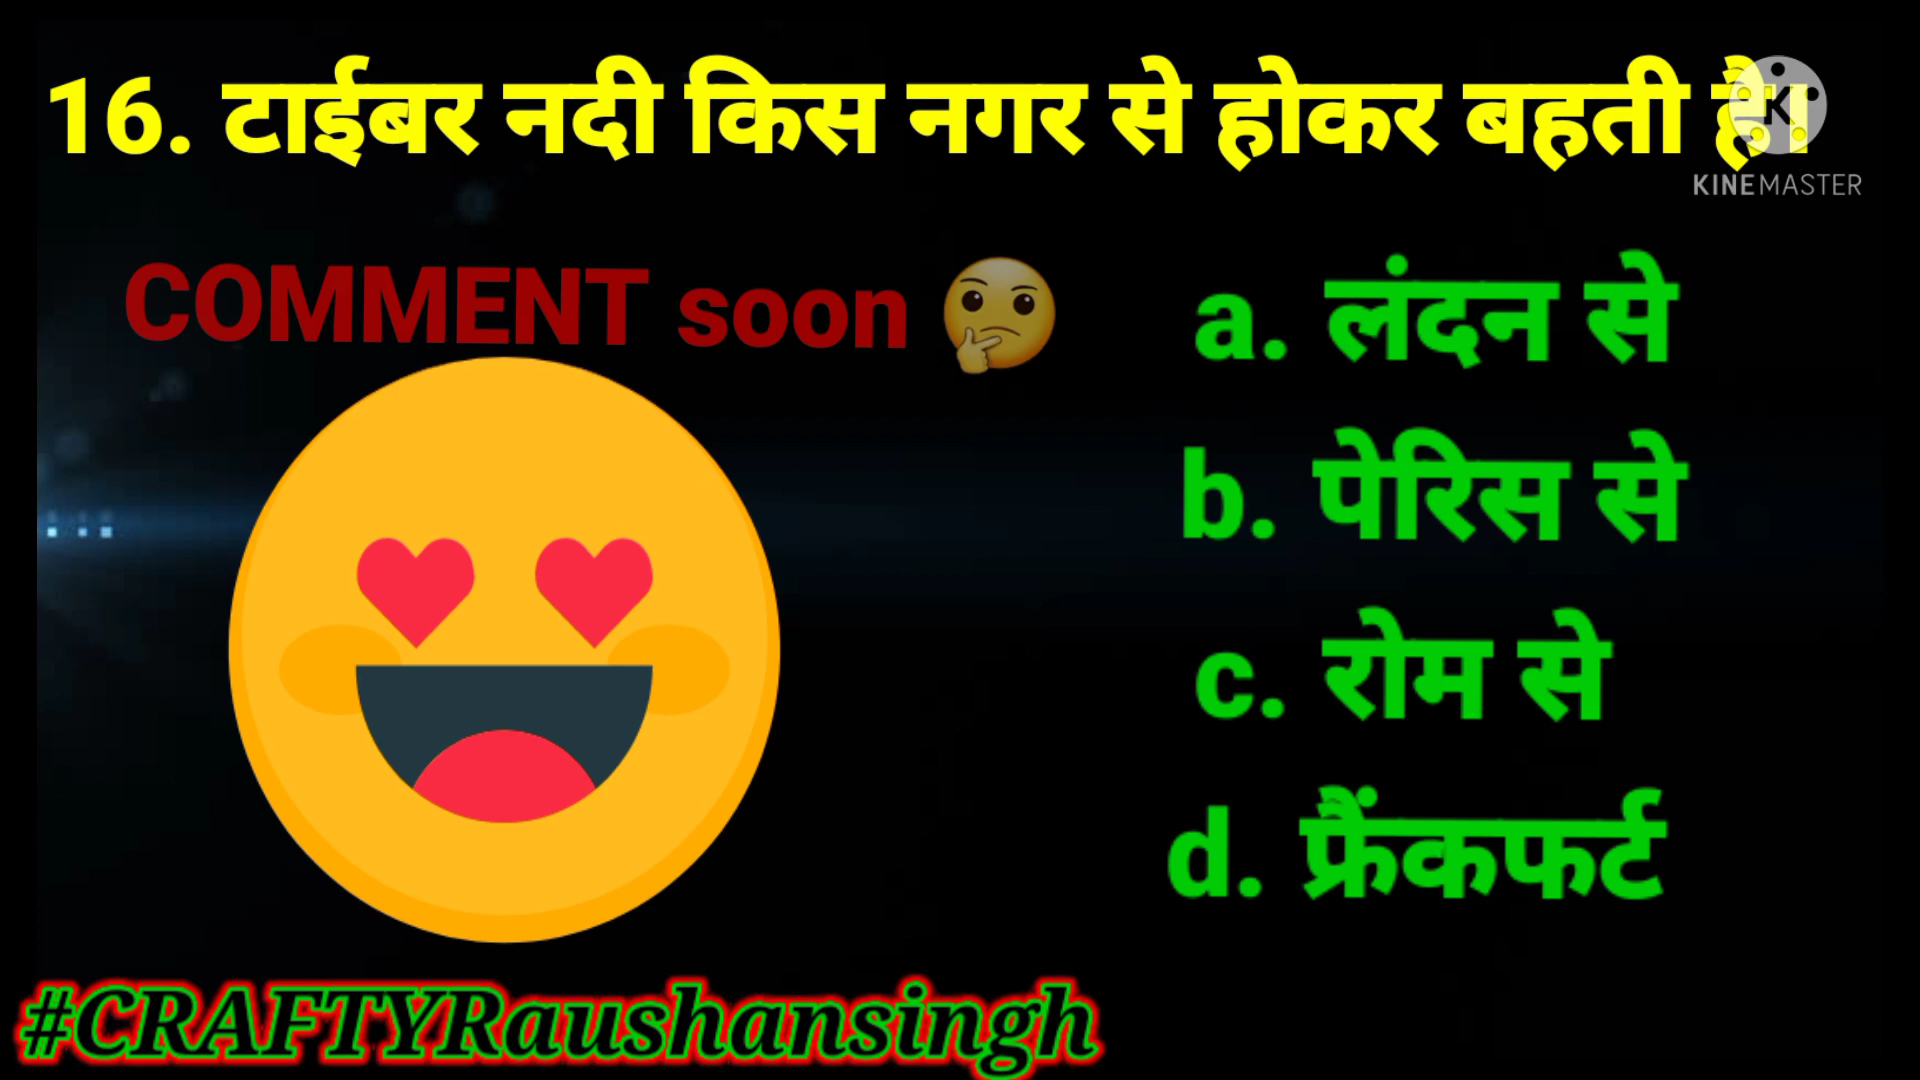 16. टाईबर नदी किस नगर से होकर बहती है।
KINEMASTER
COMMENT soon 🤔
a. लंदन से
b. पेरिस से
c. रोम से
d. फ्रैंकफर्ट
#CRAFTYRaushansingh